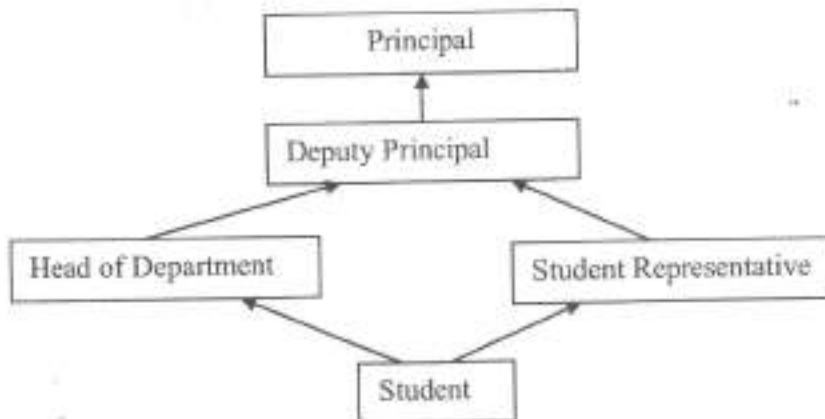 Principal
Deputy Principal
Head of Department
Student Representative
Student